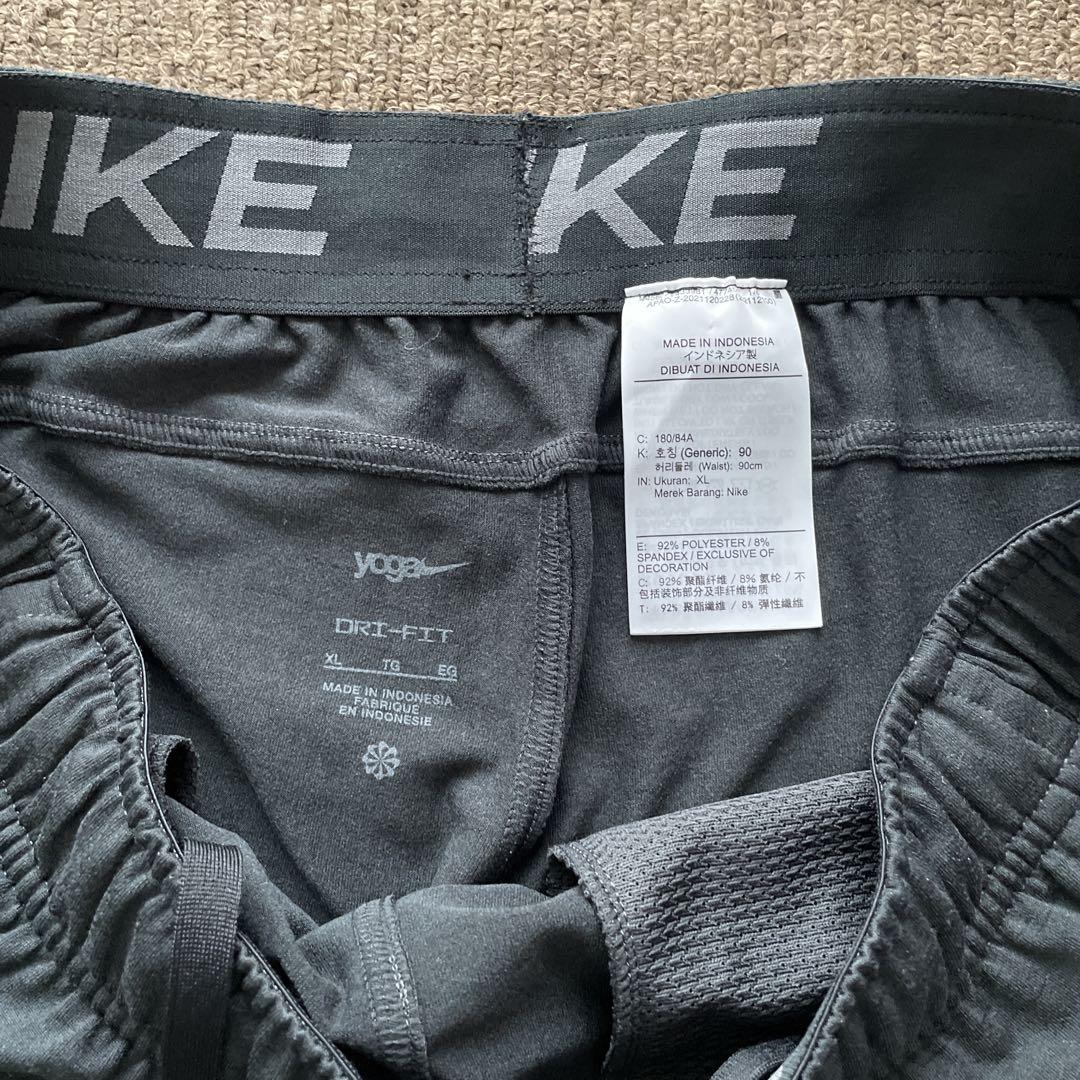 IKE
KE
MADE IN INDONESIA
インドネシア製
DIBUAT DI INDONESIA
C: 180/84A
K: 호칭 (Generic): 90
허리둘레 (Waist): 90cm
IN: Ukuran: XL
Merek Barang: Nike
E: 92% POLYESTER / 8%
SPANDEX / EXCLUSIVE OF
DECORATION
C: 92% 聚酯纤维 / 8% 氨纶 / 不
包括装饰部分及非纤维物质
T: 92% 聚酯纖維 / 8% 彈性纖維
yoga
DRI-FIT
XL TG EG
MADE IN INDONESIA
FABRIQUE
EN INDONESIE